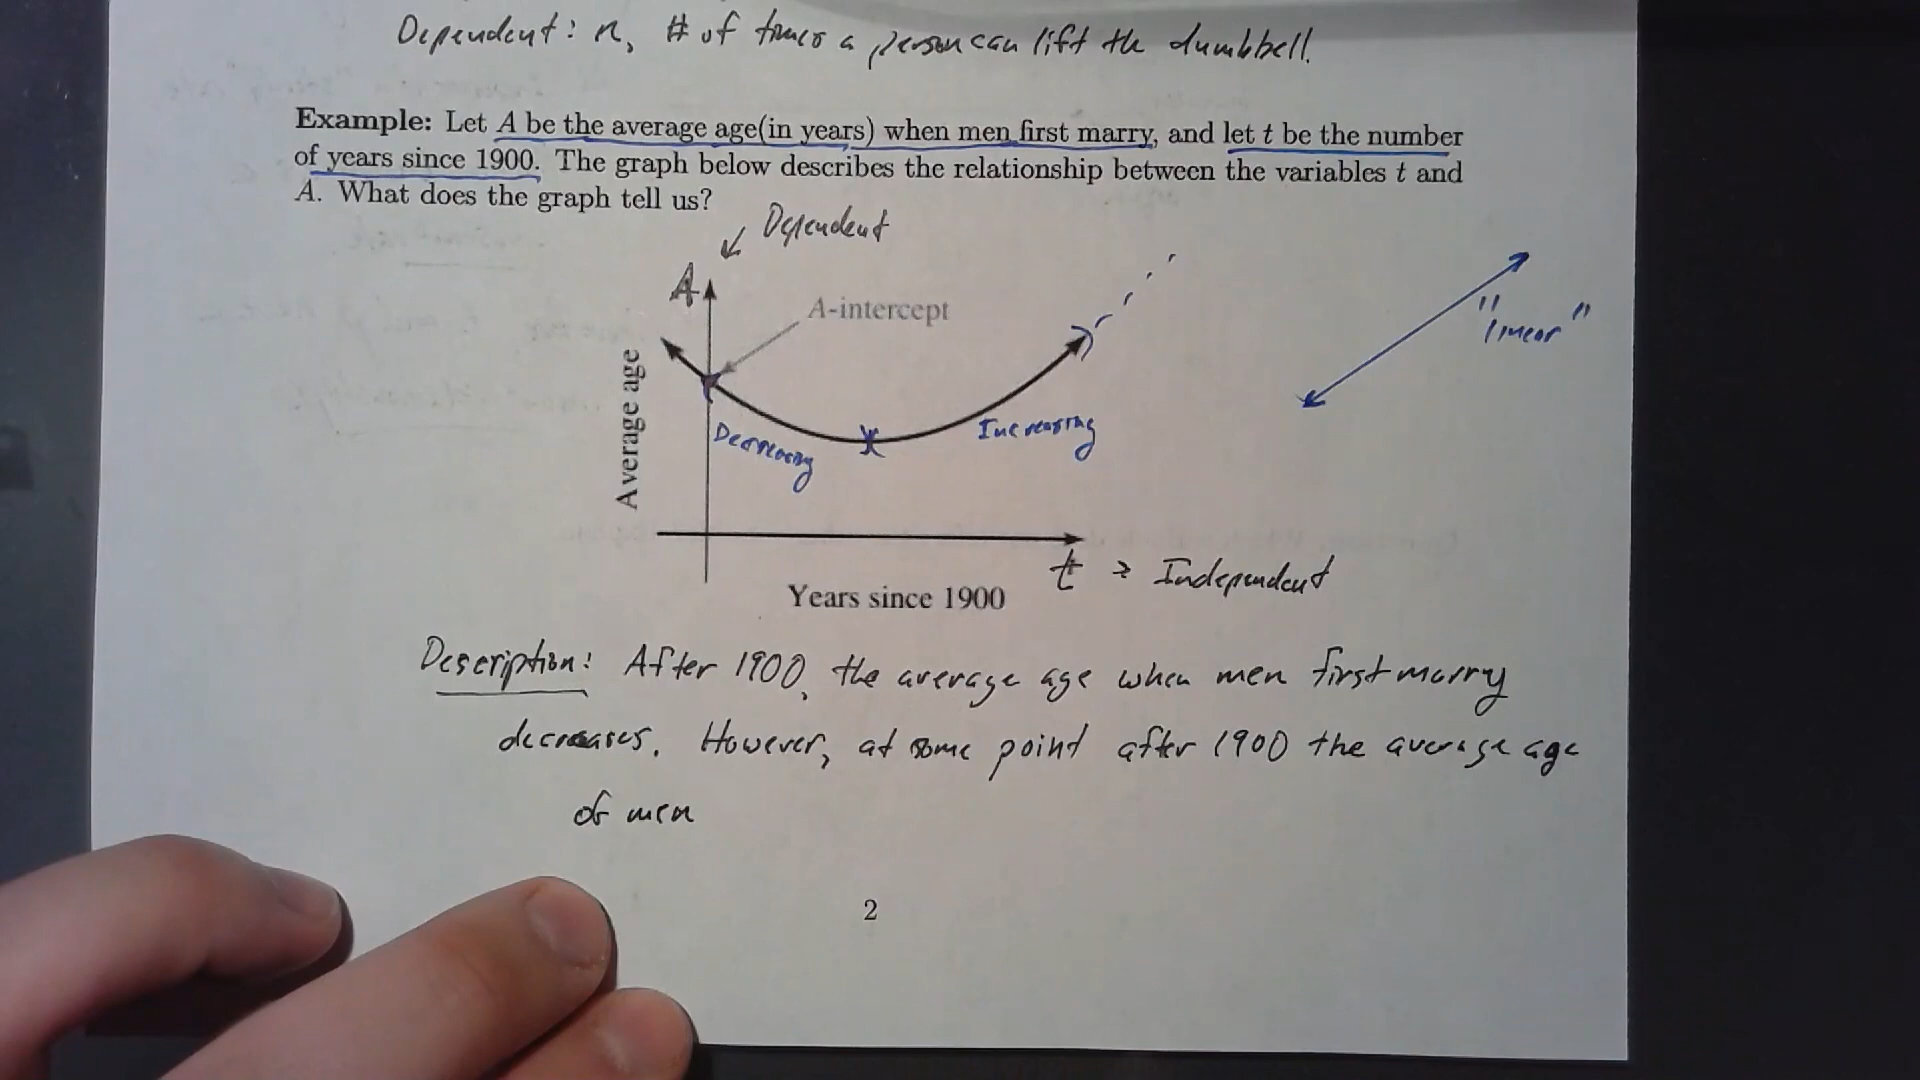 Dependent: n, # of times a person can lift the dumbbell.
Example: Let A be the average age(in years) when men first marry, and let t be the number
of years since 1900. The graph below describes the relationship between the variables t and
A. What does the graph tell us?
Dependent
A
A-intercept
"linear"
Average age
Decreasing
Increasing
t → Independent
Years since 1900
Description: After 1900, the average age when men first marry
decreases. However, at some point after 1900 the average age
of men
2